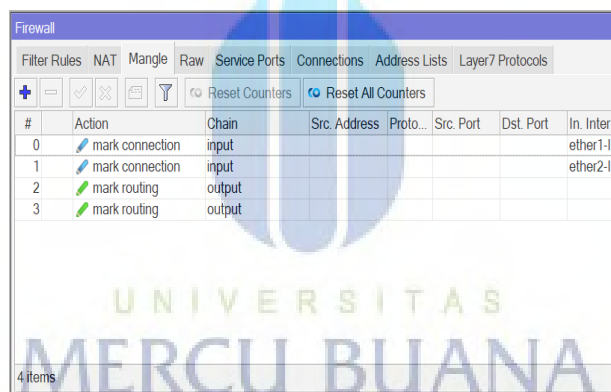 Firewall
Filter Rules NAT Mangle Raw Service Ports Connections Address Lists Layer7 Protocols
Reset Counters Reset All Counters
# Action Chain Src. Address Proto... Src. Port Dst. Port In. Inter
0 mark connection input ether1-I
1 mark connection input ether2-I
2 mark routing output
3 mark routing output
UNIVERSITAS
MERCU BUANA
4 items